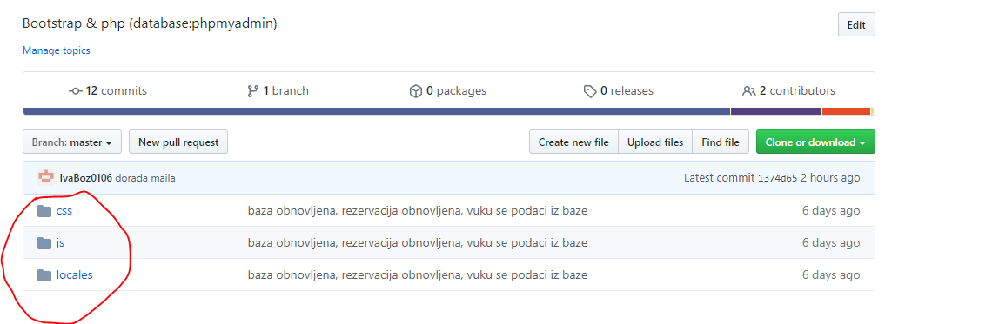 Bootstrap & php (database:phpmyadmin)
Edit
Manage topics
12 commits 1 branch 0 packages 0 releases 2 contributors
Branch: master New pull request Create new file Upload files Find file Clone or download
IvaBoz0106 dorada maila Latest commit 1374d65 2 hours ago
css baza obnovljena, rezervacija obnovljena, vuku se podaci iz baze 6 days ago
js baza obnovljena, rezervacija obnovljena, vuku se podaci iz baze 6 days ago
locales baza obnovljena, rezervacija obnovljena, vuku se podaci iz baze 6 days ago